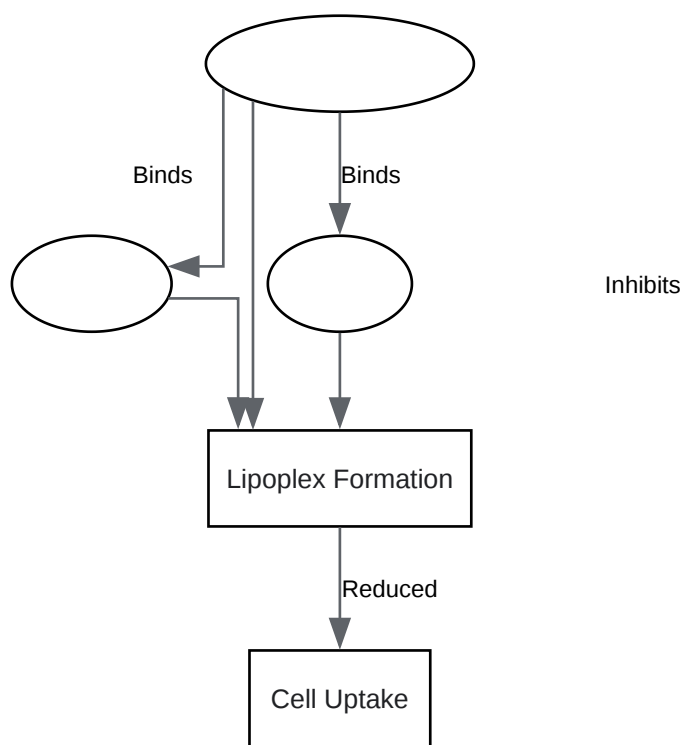 Binds
Binds
Inhibits
Lipoplex Formation
Reduced
Cell Uptake